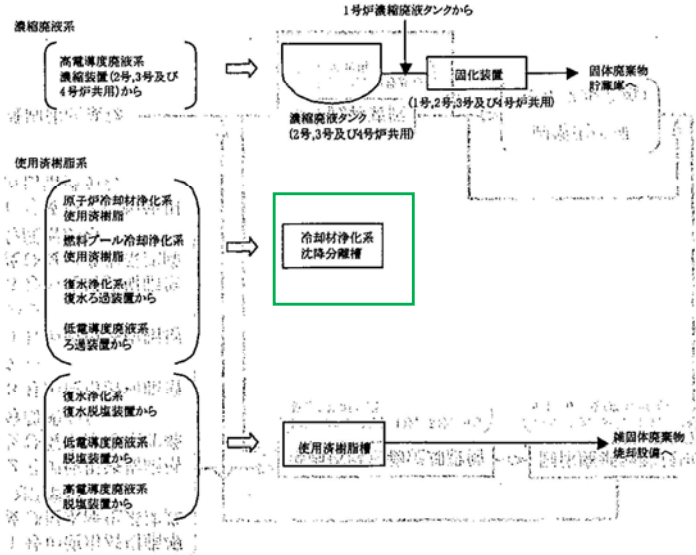 濃縮廃液系
1号炉濃縮廃液タンクから
高電導度廃液系
濃縮装置(2号,3号及び
4号炉共用)から
固化装置
固体廃棄物
貯蔵庫へ
(1号,2号,3号及び4号炉共用)
濃縮廃液タンク
(2号,3号及び4号炉共用)
使用済樹脂系
原子炉冷却材浄化系
使用済樹脂
燃料プール冷却浄化系
使用済樹脂
復水浄化系
復水ろ過装置から
低電導度廃液系
ろ過装置から
冷却材浄化系
沈降分離槽
復水浄化系
復水脱塩装置から
低電導度廃液系
脱塩装置から
高電導度廃液系
脱塩装置から
使用済樹脂槽
雑固体廃棄物
焼却設備へ